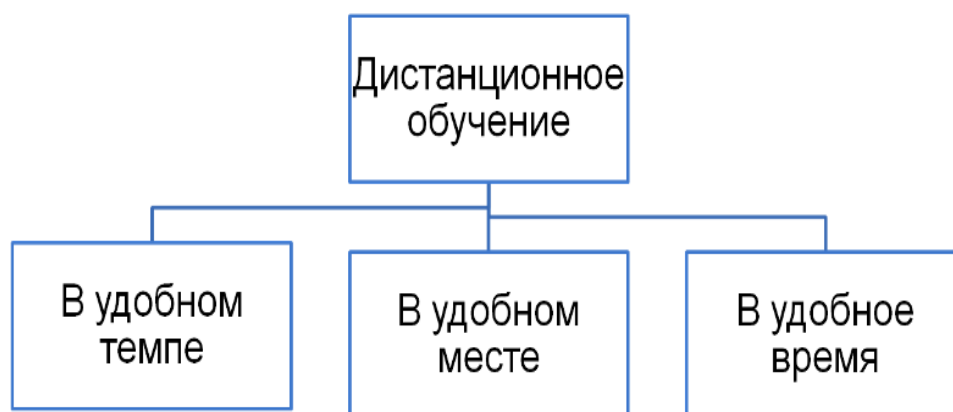 Дистанционное
обучение
В удобном
темпе
В удобном
месте
В удобное
время